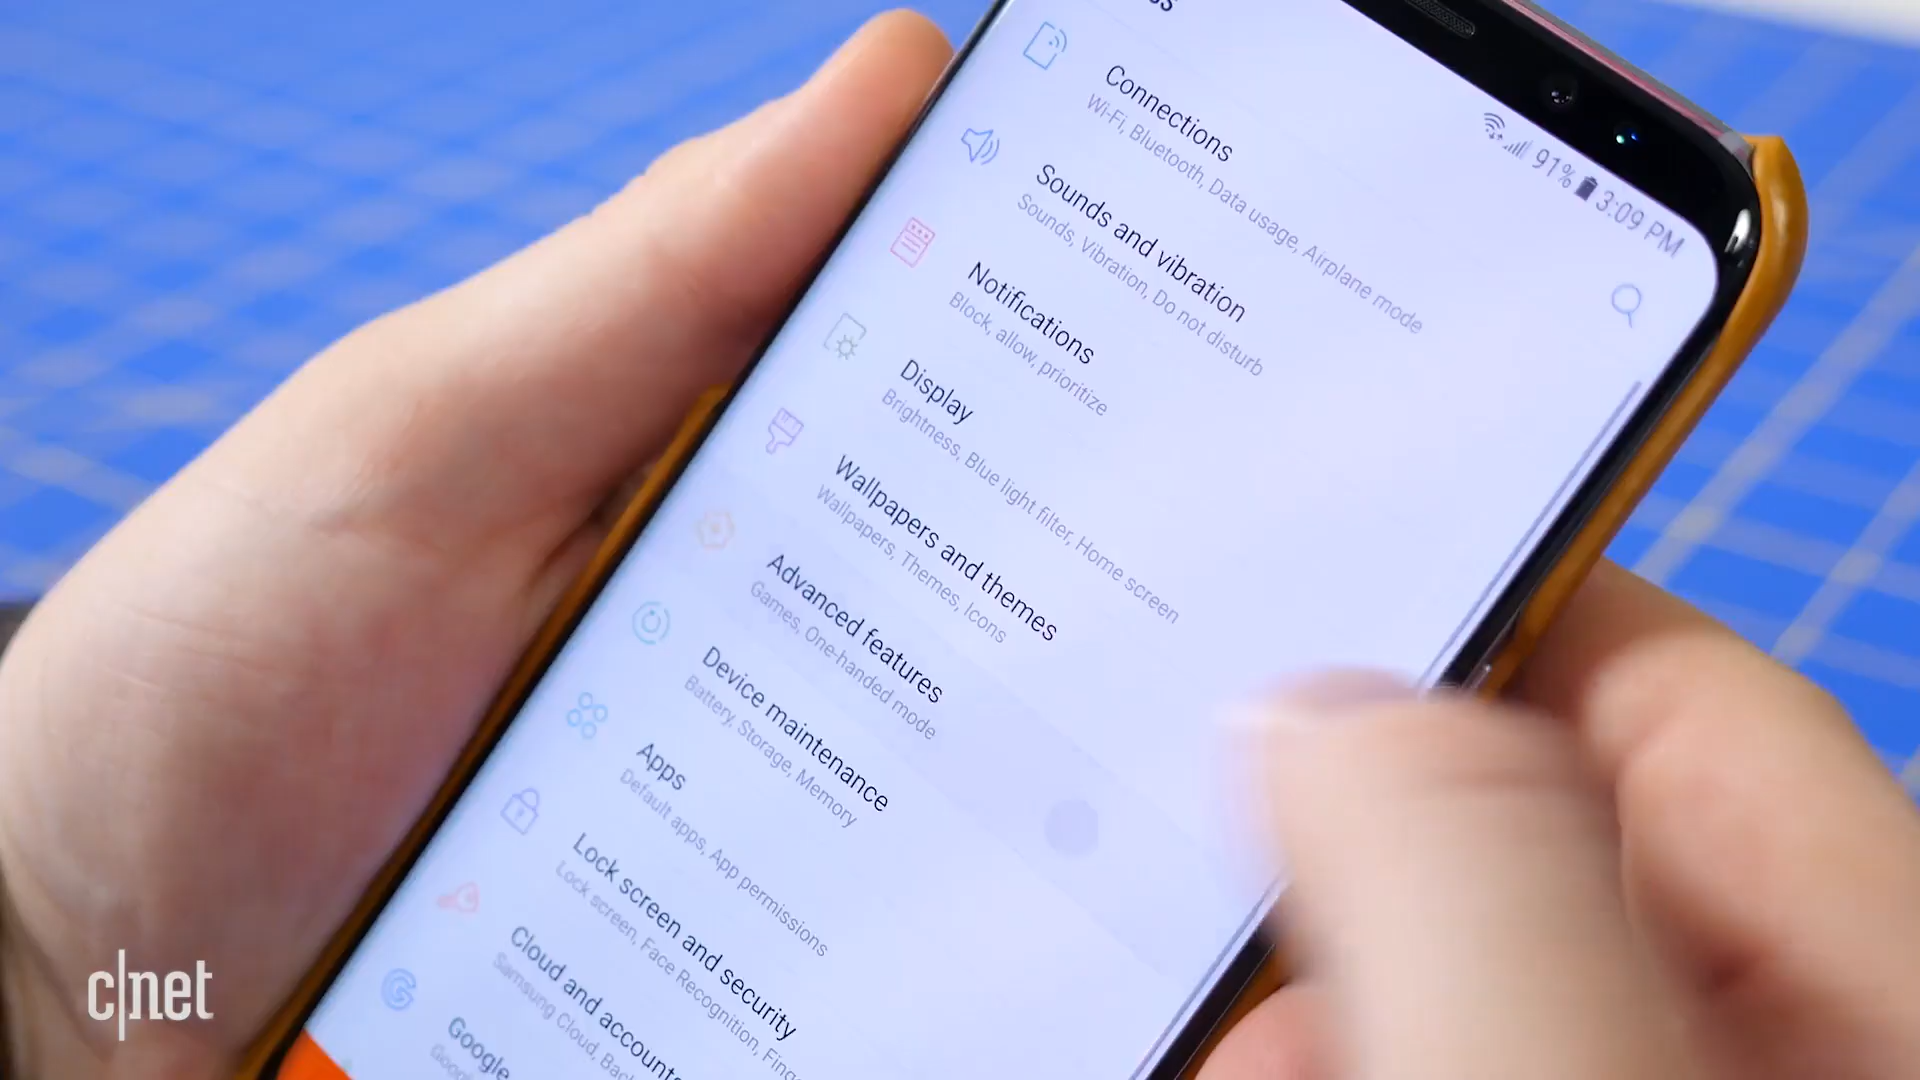 91% 3:09 PM
Connections
Wi-Fi, Bluetooth, Data usage, Airplane mode
Sounds and vibration
Sounds, Vibration, Do not disturb
Notifications
Block, allow, prioritize
Display
Brightness, Blue light filter, Home screen
Wallpapers and themes
Wallpapers, Themes, Icons
Advanced features
Games, One-handed mode
Device maintenance
Battery, Storage, Memory
Apps
Default apps, App permissions
Lock screen and security
Lock screen, Face Recognition,
Cloud and accounts
Samsung Cloud,
Google
c|net